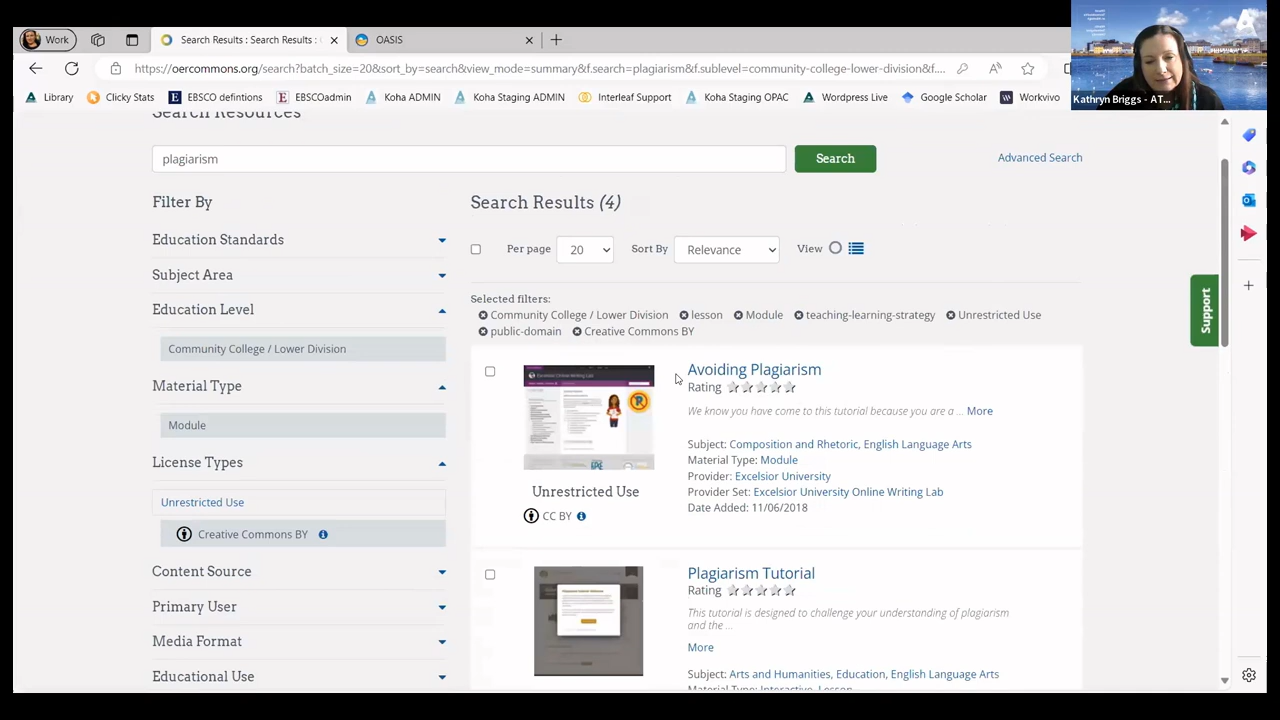 Work
Search Results : Search Results :
OASIS
https://oercommons.org/search?batch_size=20&sort_by=search&view_mode=summary&f.search=plagiarism&f.sublevel=community-college-lower-division&f....
Library
Clicky Stats
EBSCO defintions
EBSCOadmin
Koha ADMIN
Koha Staging ADMIN
Interleaf Support
Koha Staging OPAC
Wordpress Live
Google Scholar
Workvivo
Kathryn Briggs - AT...
Search Resources
plagiarism
Search
Advanced Search
Filter By
Education Standards
Subject Area
Education Level
Community College / Lower Division
Material Type
Module
License Types
Unrestricted Use
Creative Commons BY
Content Source
Primary User
Media Format
Educational Use
Search Results (4)
Per page
20
Sort By
Relevance
View
Selected filters:
Community College / Lower Division lesson Module teaching-learning-strategy Unrestricted Use
public-domain Creative Commons BY
Avoiding Plagiarism
Rating
We know you have come to this tutorial because you are a ... More
Subject: Composition and Rhetoric, English Language Arts
Material Type: Module
Provider: Excelsior University
Provider Set: Excelsior University Online Writing Lab
Date Added: 11/06/2018
Unrestricted Use
CC BY
Plagiarism Tutorial
Rating
This tutorial is designed to challenge your understanding of plagiarism
and the ...
More
Subject: Arts and Humanities, Education, English Language Arts
Material Type: Interactive, Lesson
Support